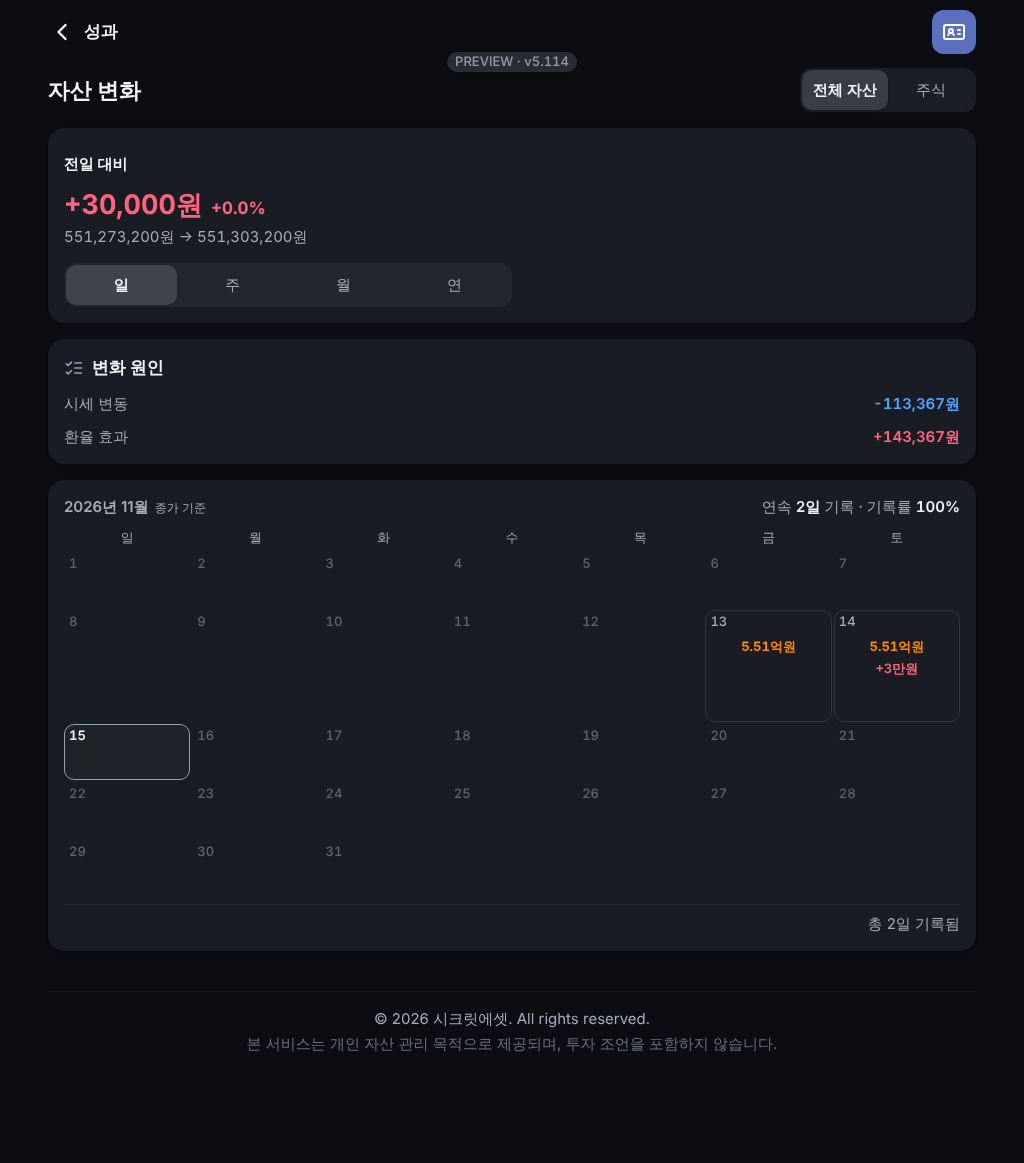 성과
PREVIEW · v5.114
자산 변화
전체 자산 주식
전일 대비
+30,000원 +0.0%
551,273,200원 → 551,303,200원
일 주 월 연
변화 원인
시세 변동 -113,367원
환율 효과 +143,367원
2026년 11월 종가 기준 연속 2일 기록 · 기록률 100%
일 월 화 수 목 금 토
1 2 3 4 5 6 7
8 9 10 11 12 13 14
5.51억원 5.51억원
+3만원
15 16 17 18 19 20 21
22 23 24 25 26 27 28
29 30 31
총 2일 기록됨
© 2026 시크릿에셋. All rights reserved.
본 서비스는 개인 자산 관리 목적으로 제공되며, 투자 조언을 포함하지 않습니다.